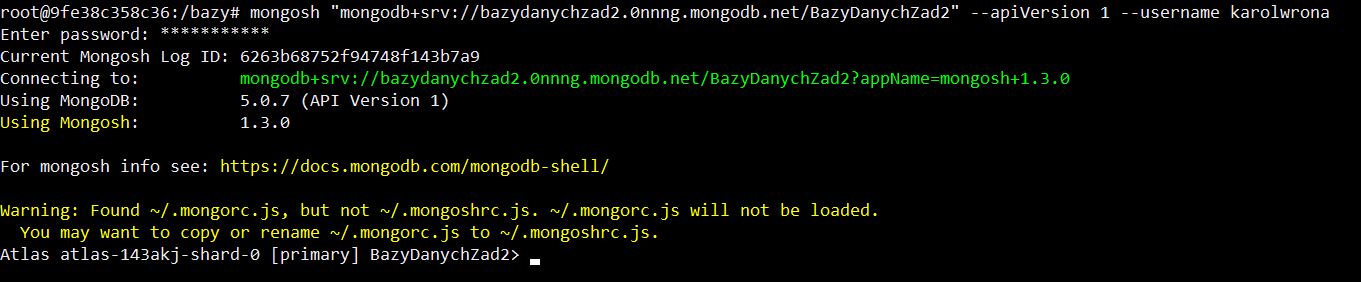 root@9fe38c358c36:/bazy# mongosh "mongodb+srv://bazydanychzad2.0nnng.mongodb.net/BazyDanychZad2" --apiVersion 1 --username karolwrona
Enter password: ***********
Current Mongosh Log ID: 6263b68752f94748f143b7a9
Connecting to: mongodb+srv://bazydanychzad2.0nnng.mongodb.net/BazyDanychZad2?appName=mongosh+1.3.0
Using MongoDB: 5.0.7 (API Version 1)
Using Mongosh: 1.3.0
For mongosh info see: https://docs.mongodb.com/mongodb-shell/
Warning: Found ~/.mongorc.js, but not ~/.mongoshrc.js. ~/.mongorc.js will not be loaded.
You may want to copy or rename ~/.mongorc.js to ~/.mongoshrc.js.
Atlas atlas-143akj-shard-0 [primary] BazyDanychZad2> _